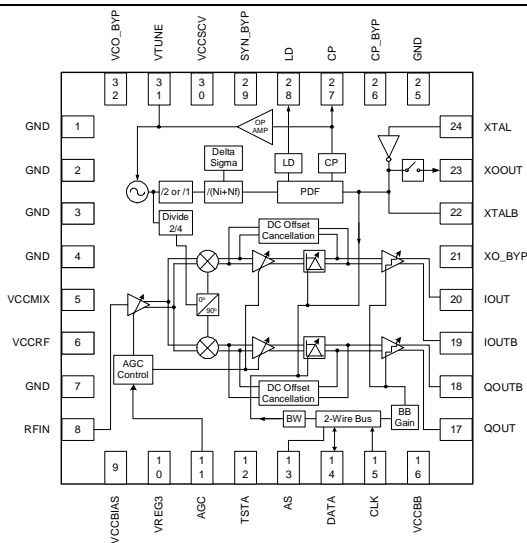 VCO_BYP
VTUNE
VCCSCV
SYN_BYP
LD
CP
CP_BYP
GND
32
31
30
29
28
27
26
25
GND 1
GND 2
GND 3
GND 4
VCCMIX 5
VCCRF 6
GND 7
RFIN 8
24 XTAL
23 XOOUT
22 XTALB
21 XO_BYP
20 IOUT
19 IOUTB
18 QOUTB
17 QOUT
OP
AMP
Delta
Sigma
LD
CP
/2 or /1
/(Ni+Nf)
PDF
Divide
2/4
DC Offset
Cancellation
0º
90º
AGC
Control
DC Offset
Cancellation
BW
2-Wire Bus
BB
Gain
9
10
11
12
13
14
15
16
VCCBIAS
VREG3
AGC
TSTA
AS
DATA
CLK
VCCBB